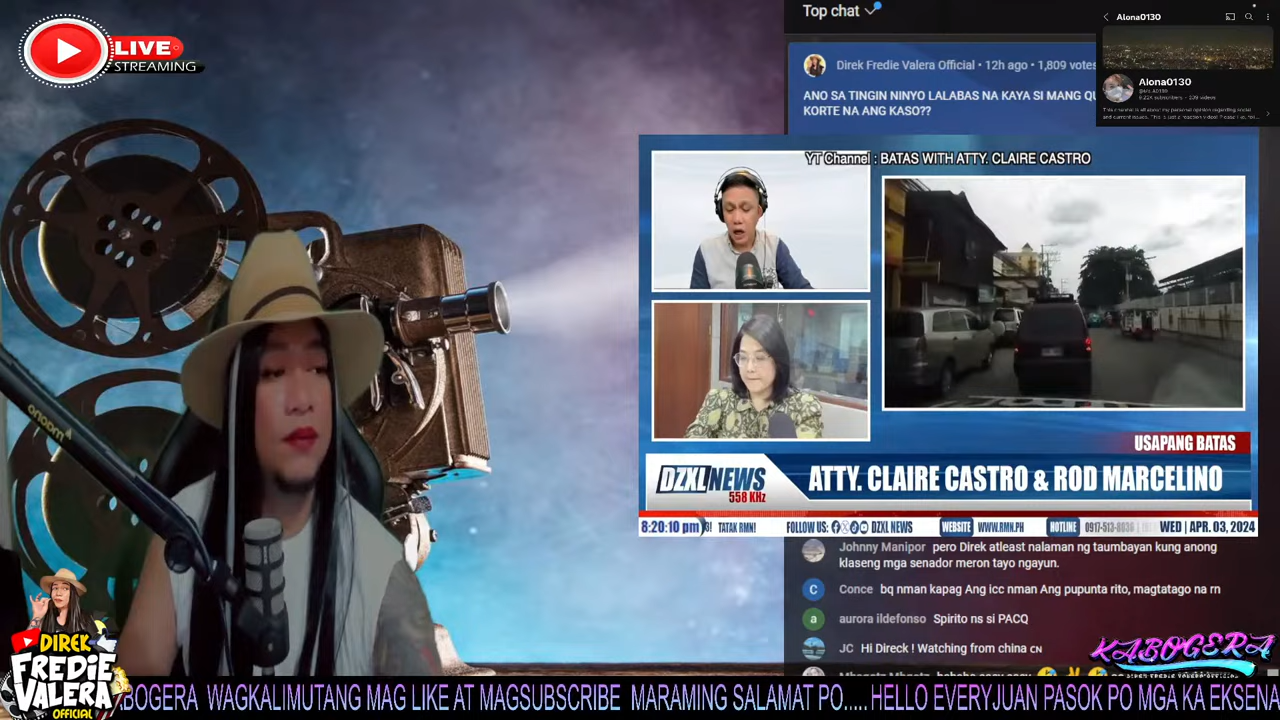 LIVE
STREAMING
Top chat
Direk Fredie Valera Official • 12h ago • 1,809 votes
ANO SA TINGIN NINYO LALABAS NA KAYA SI MANG QU
KORTE NA ANG KASO??
Alona0130
Alona0130
YT Channel : BATAS WITH ATTY. CLAIRE CASTRO
USAPANG BATAS
DZXL NEWS
558 KHz
ATTY. CLAIRE CASTRO & ROD MARCELINO
8:20:10 pm
TATAK RMN!
FOLLOW US:
DZXL NEWS
WEBSITE
WWW.RMN.PH
HOTLINE
WED | APR. 03, 2024
Johnny Manipor pero Direk atleast nalaman ng taumbayan kung anong
klaseng mga senador meron tayo ngayun.
C
Conce bq nman kapag Ang icc nman Ang pupunta rito, magtatago na rn
a
aurora ildefonso Spirito ns si PACQ
JC Hi Direck ! Watching from china CN
maono
DIREK
FREDIE
VALERA
OFFICIAL
KABOGERA
ABOGERA WAGKALIMUTANG MAG LIKE AT MAGSUBSCRIBE MARAMING SALAMAT PO..... HELLO EVERYJUAN PASOK PO MGA KA EKSENA